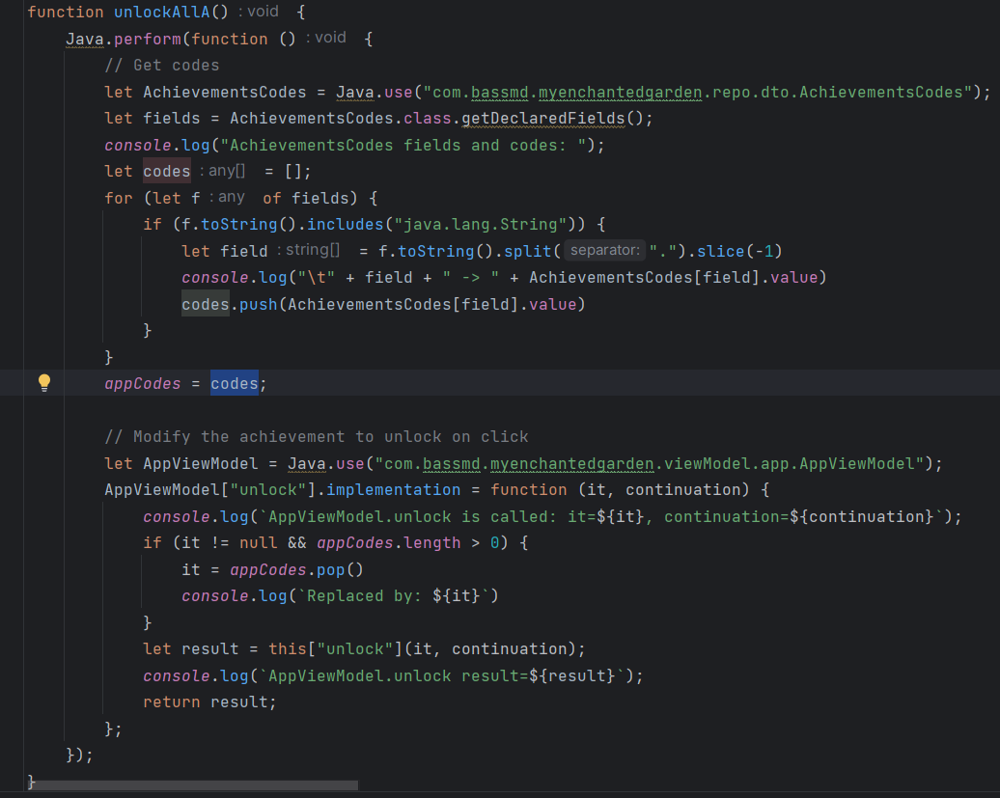 function unlockAllA() : void {
    Java.perform(function () : void {
        // Get codes
        let AchievementsCodes = Java.use("com.bassmd.myenchantedgarden.repo.dto.AchievementsCodes");
        let fields = AchievementsCodes.class.getDeclaredFields();
        console.log("AchievementsCodes fields and codes: ");
        let codes : any[] = [];
        for (let f : any of fields) {
            if (f.toString().includes("java.lang.String")) {
                let field : string[] = f.toString().split( separator: ".").slice(-1)
                console.log("\t" + field + " -> " + AchievementsCodes[field].value)
                codes.push(AchievementsCodes[field].value)
            }
        }
        appCodes = codes;

        // Modify the achievement to unlock on click
        let AppViewModel = Java.use("com.bassmd.myenchantedgarden.viewModel.app.AppViewModel");
        AppViewModel["unlock"].implementation = function (it, continuation) {
            console.log(`AppViewModel.unlock is called: it=${it}, continuation=${continuation}`);
            if (it != null && appCodes.length > 0) {
                it = appCodes.pop()
                console.log(`Replaced by: ${it}`)
            }
            let result = this["unlock"](it, continuation);
            console.log(`AppViewModel.unlock result=${result}`);
            return result;
        };
    });
}